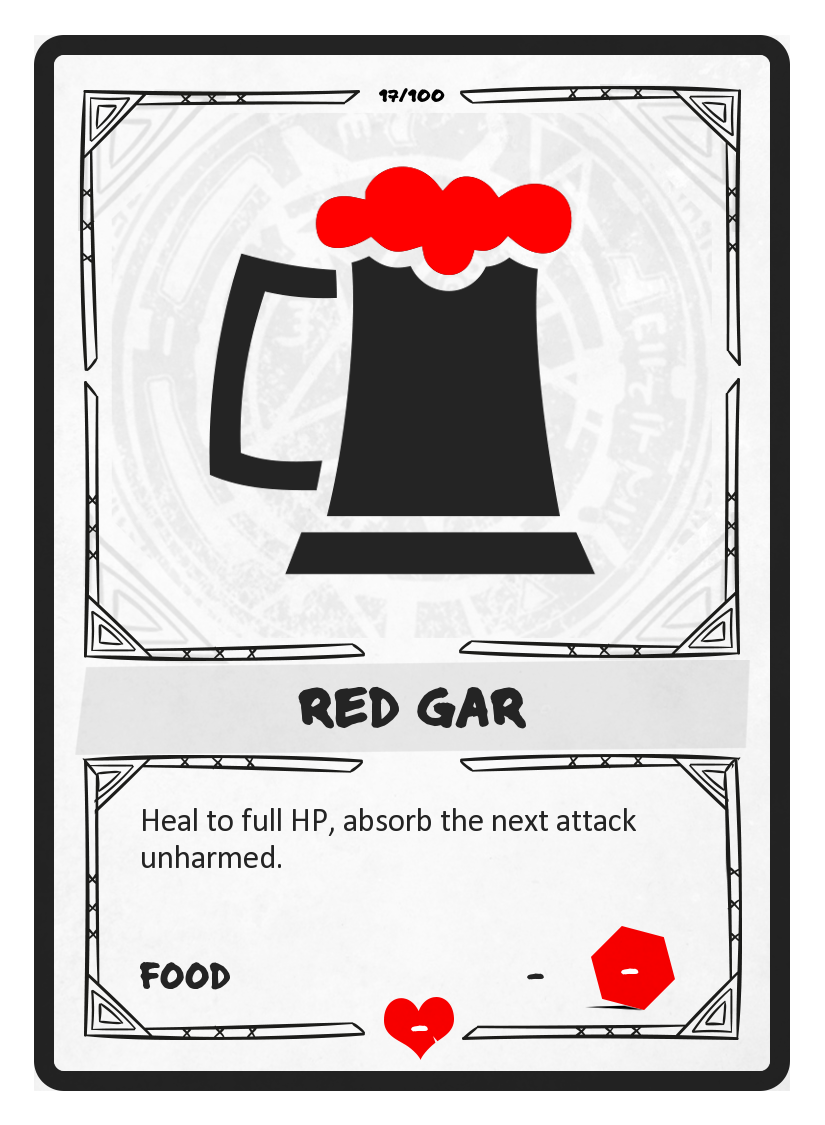 17/100
RED GAR
Heal to full HP, absorb the next attack
unharmed.
FOOD - -
-